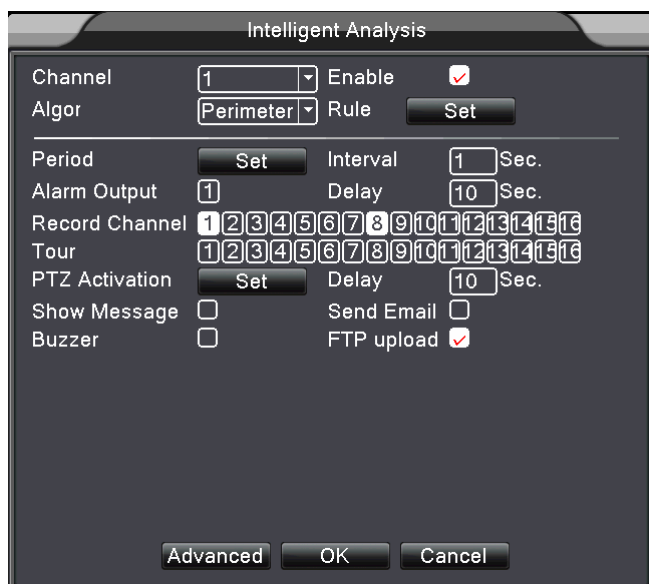 Intelligent Analysis
Channel 1 Enable
Algor Perimeter Rule Set
Period Set Interval 1 Sec.
Alarm Output 1 Delay 10 Sec.
Record Channel 1 2 3 4 5 6 7 8 9 10 11 12 13 14 15 16
Tour 1 2 3 4 5 6 7 8 9 10 11 12 13 14 15 16
PTZ Activation Set Delay 10 Sec.
Show Message Send Email
Buzzer FTP upload
Advanced OK Cancel